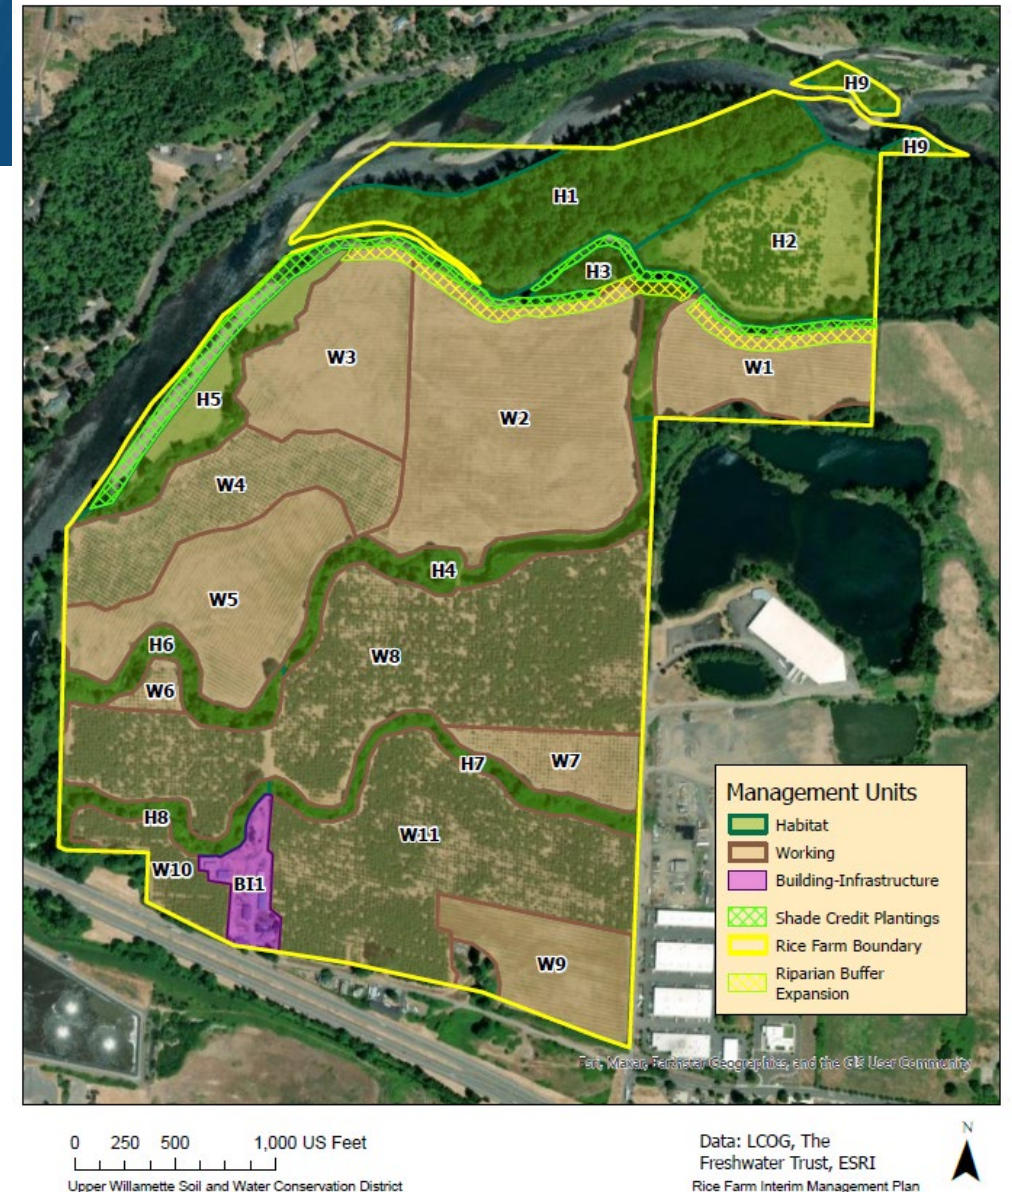 H9
H9
H1
H2
H3
W3
W1
H5
W2
W4
H4
W5
H6
W8
W6
H7
W7
H8
W11
W10
BI1
W9
Management Units
Habitat
Working
Building-Infrastructure
Shade Credit Plantings
Rice Farm Boundary
Riparian Buffer
Expansion
Esri, Maxar, Earthstar Geographics, and the GIS User Community
0 250 500 1,000 US Feet
Upper Willamette Soil and Water Conservation District
N
Data: LCOG, The
Freshwater Trust, ESRI
Rice Farm Interim Management Plan